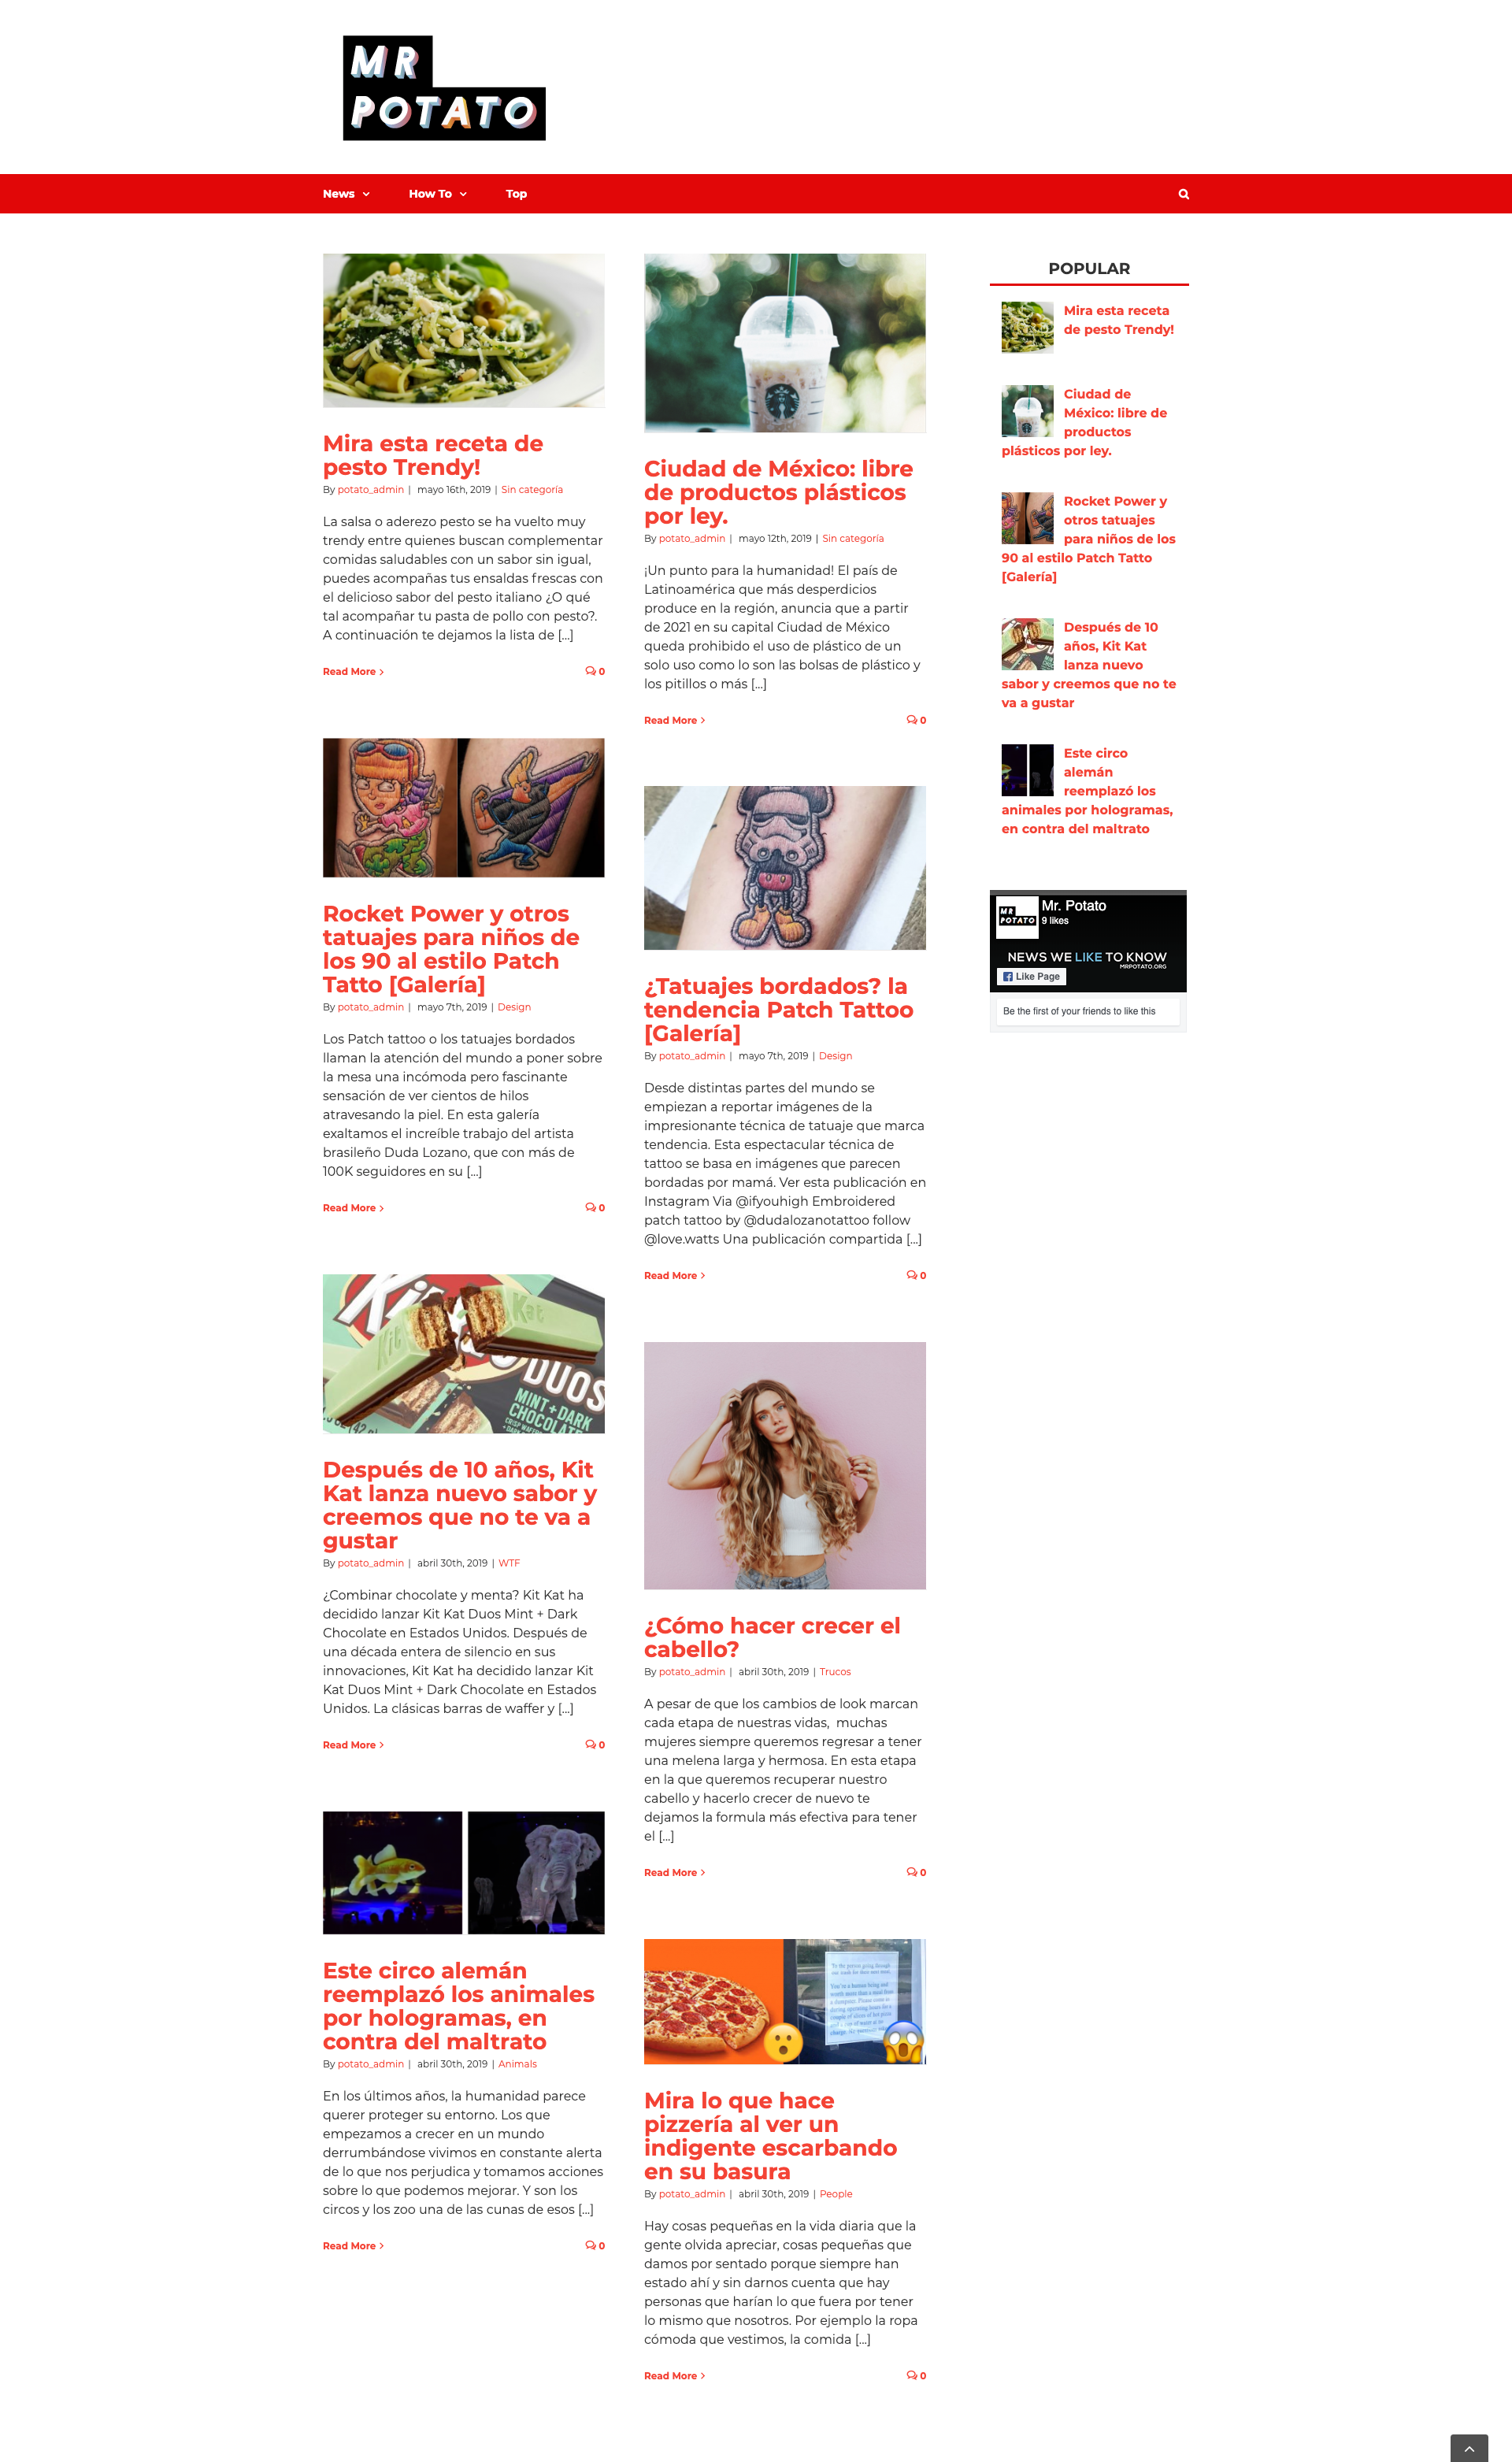 MR
POTATO
News
How To
Top
Mira esta receta de
pesto Trendy!
By potato_admin | mayo 16th, 2019 | Sin categoría
La salsa o aderezo pesto se ha vuelto muy
trendy entre quienes buscan complementar
comidas saludables con un sabor sin igual,
puedes acompañas tus ensaladas frescas con
el delicioso sabor del pesto italiano ¿O qué
tal acompañar tu pasta de pollo con pesto?.
A continuación te dejamos la lista de [...]
Read More
0
Rocket Power y otros
tatuajes para niños de
los 90 al estilo Patch
Tatto [Galería]
By potato_admin | mayo 7th, 2019 | Design
Los Patch tattoo o los tatuajes bordados
llaman la atención del mundo a poner sobre
la mesa una incómoda pero fascinante
sensación de ver cientos de hilos
atravesando la piel. En esta galería
exaltamos el increíble trabajo del artista
brasileño Duda Lozano, que con más de
100K seguidores en su [...]
Read More
0
Kit Kat
DUOS
MINT + DARK
CHOCOLATE
Después de 10 años, Kit
Kat lanza nuevo sabor y
creemos que no te va a
gustar
By potato_admin | abril 30th, 2019 | WTF
¿Combinar chocolate y menta? Kit Kat ha
decidido lanzar Kit Kat Duos Mint + Dark
Chocolate en Estados Unidos. Después de
una década entera de silencio en sus
innovaciones, Kit Kat ha decidido lanzar Kit
Kat Duos Mint + Dark Chocolate en Estados
Unidos. La clásicas barras de waffer y [...]
Read More
0
Este circo alemán
reemplazó los animales
por hologramas, en
contra del maltrato
By potato_admin | abril 30th, 2019 | Animals
En los últimos años, la humanidad parece
querer proteger su entorno. Los que
empezamos a crecer en un mundo
derrumbándose vivimos en constante alerta
de lo que nos perjudica y tomamos acciones
sobre lo que podemos mejorar. Y son los
circos y los zoo una de las cunas de esos [...]
Read More
0
Ciudad de México: libre
de productos plásticos
por ley.
By potato_admin | mayo 12th, 2019 | Sin categoría
¡Un punto para la humanidad! El país de
Latinoamérica que más desperdicios
produce en la región, anuncia que a partir
de 2021 en su capital Ciudad de México
queda prohibido el uso de plástico de un
solo uso como lo son las bolsas de plástico y
los pitillos o más [...]
Read More
0
¿Tatuajes bordados? la
tendencia Patch Tattoo
[Galería]
By potato_admin | mayo 7th, 2019 | Design
Desde distintas partes del mundo se
empiezan a reportar imágenes de la
impresionante técnica de tatuaje que marca
tendencia. Esta espectacular técnica de
tattoo se basa en imágenes que parecen
bordadas por mamá. Ver esta publicación en
Instagram Via @ifyouhigh Embroidered
patch tattoo by @dudalozanotattoo follow
@love.watts Una publicación compartida [...]
Read More
0
¿Cómo hacer crecer el
cabello?
By potato_admin | abril 30th, 2019 | Trucos
A pesar de que los cambios de look marcan
cada etapa de nuestras vidas, muchas
mujeres siempre queremos regresar a tener
una melena larga y hermosa. En esta etapa
en la que queremos recuperar nuestro
cabello y hacerlo crecer de nuevo te
dejamos la formula más efectiva para tener
el [...]
Read More
0
Mira lo que hace
pizzería al ver un
indigente escarbando
en su basura
By potato_admin | abril 30th, 2019 | People
Hay cosas pequeñas en la vida diaria que la
gente olvida apreciar, cosas pequeñas que
damos por sentado porque siempre han
estado ahí y sin darnos cuenta que hay
personas que harían lo que fuera por tener
lo mismo que nosotros. Por ejemplo la ropa
cómoda que vestimos, la comida [...]
Read More
0
POPULAR
Mira esta receta
de pesto Trendy!
Ciudad de
México: libre de
productos
plásticos por ley.
Rocket Power y
otros tatuajes
para niños de los
90 al estilo Patch Tatto
[Galería]
Después de 10
años, Kit Kat
lanza nuevo
sabor y creemos que no te
va a gustar
Este circo
alemán
reemplazó los
animales por hologramas,
en contra del maltrato
MR
POTATO
Mr. Potato
9 likes
NEWS WE LIKE TO KNOW
MRPOTATO.ORG
Like Page
Be the first of your friends to like this